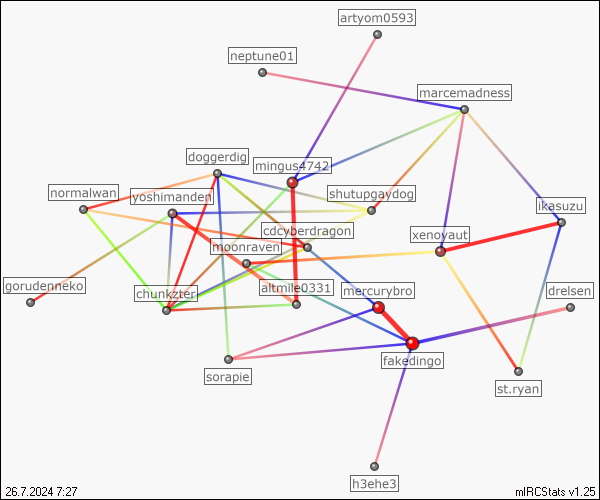 artyom0593
neptune01
marcemadness
doggerdig
mingus4742
normalwan
yoshimanden
shutupgaydog
ikasuzu
cdcyberdragon
xenoyaut
moonraven
gorudenneko
chunkzter
altmile0331
mercurybro
drelsen
fakedingo
sorapie
st.ryan
h3ehe3
26.7.2024 7:27
mIRCStats v1.25